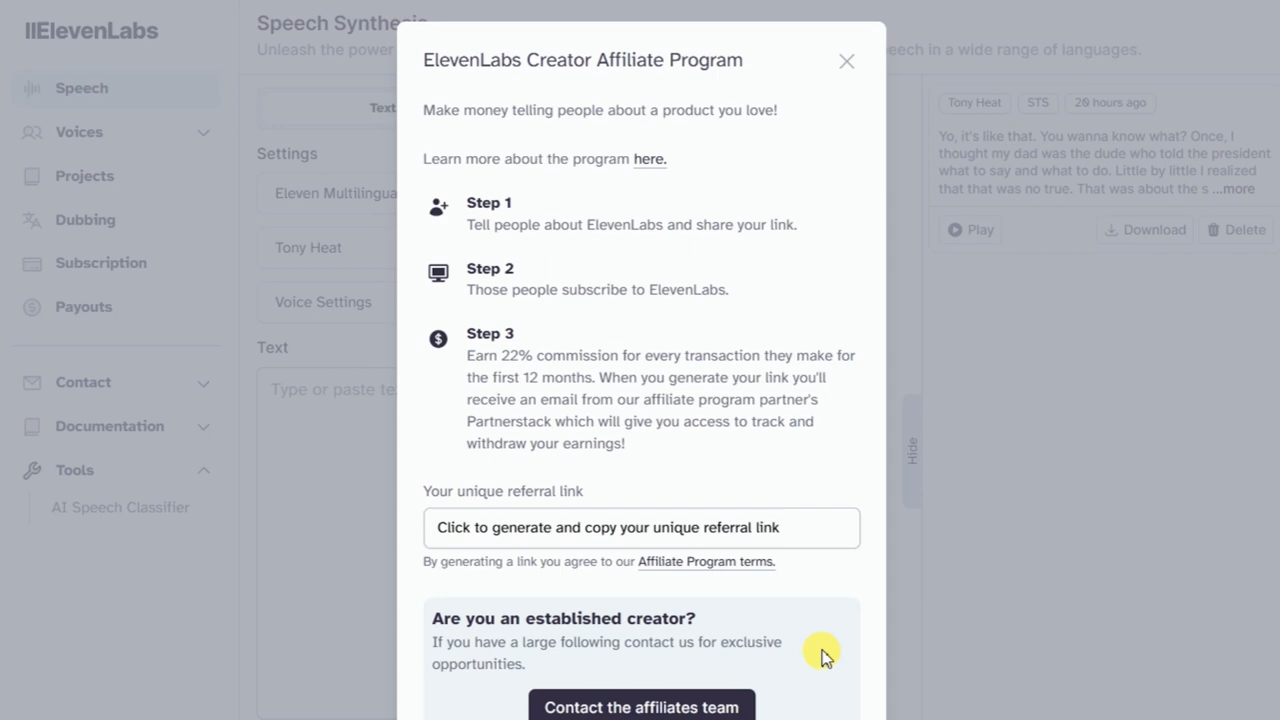 IIElevenLabs
Speech
Voices
Projects
Dubbing
Subscription
Payouts
Contact
Documentation
Tools
AI Speech Classifier
Speech Synthesis
Unleash the power
eech in a wide range of languages.
Text
Settings
Eleven Multilingua
Tony Heat
Voice Settings
Text
Type or paste te
ElevenLabs Creator Affiliate Program
Make money telling people about a product you love!
Learn more about the program here.
Step 1
Tell people about ElevenLabs and share your link.
Step 2
Those people subscribe to ElevenLabs.
Step 3
Earn 22% commission for every transaction they make for
the first 12 months. When you generate your link you'll
receive an email from our affiliate program partner's
Partnerstack which will give you access to track and
withdraw your earnings!
Your unique referral link
Click to generate and copy your unique referral link
By generating a link you agree to our Affiliate Program terms.
Are you an established creator?
If you have a large following contact us for exclusive
opportunities.
Contact the affiliates team
Hide
Tony Heat STS 20 hours ago
Yo, it's like that. You wanna know what? Once, I
thought my dad was the dude who told the president
what to say and what to do. Little by little I realized
that that was no true. That was about the s ...more
Play Download Delete